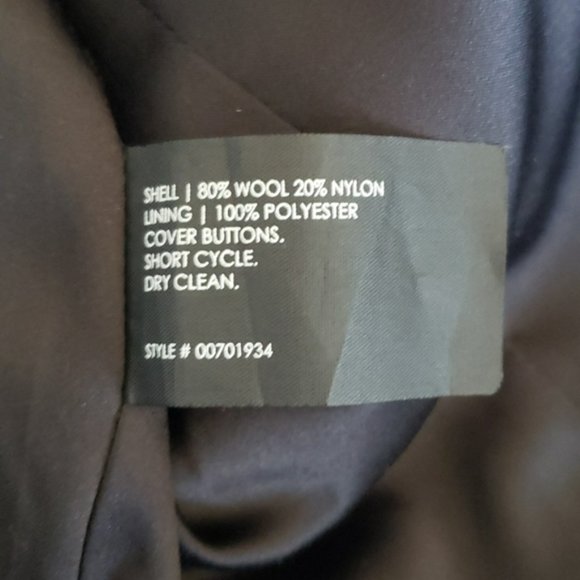 SHELL | 80% WOOL 20% NYLON
LINING | 100% POLYESTER
COVER BUTTONS.
SHORT CYCLE.
DRY CLEAN.
STYLE # 00701934